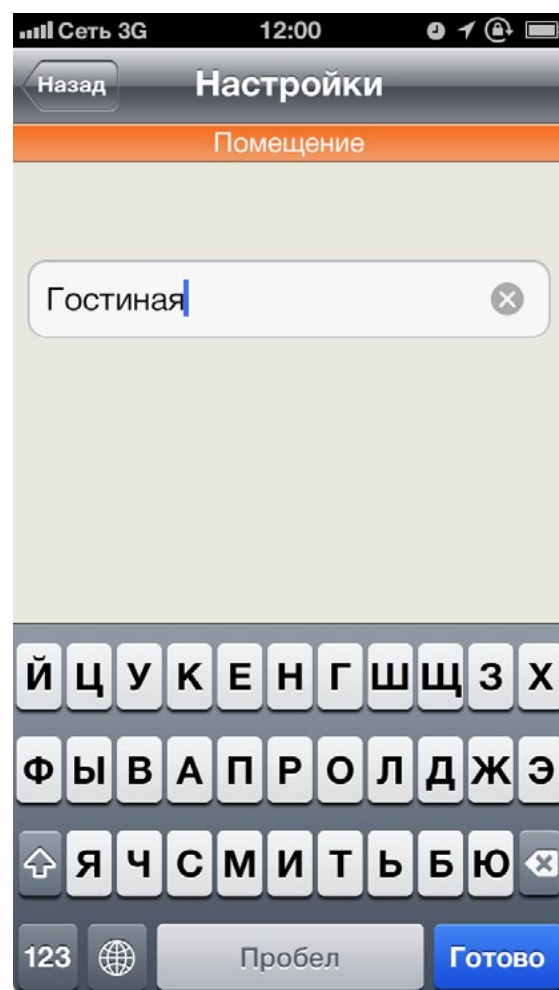 Сеть 3G 12:00
Назад Настройки
Помещение
Гостиная
Й Ц У К Е Н Г Ш Щ З Х
Ф Ы В А П Р О Л Д Ж Э
Я Ч С М И Т Ь Б Ю
123 Пробел Готово